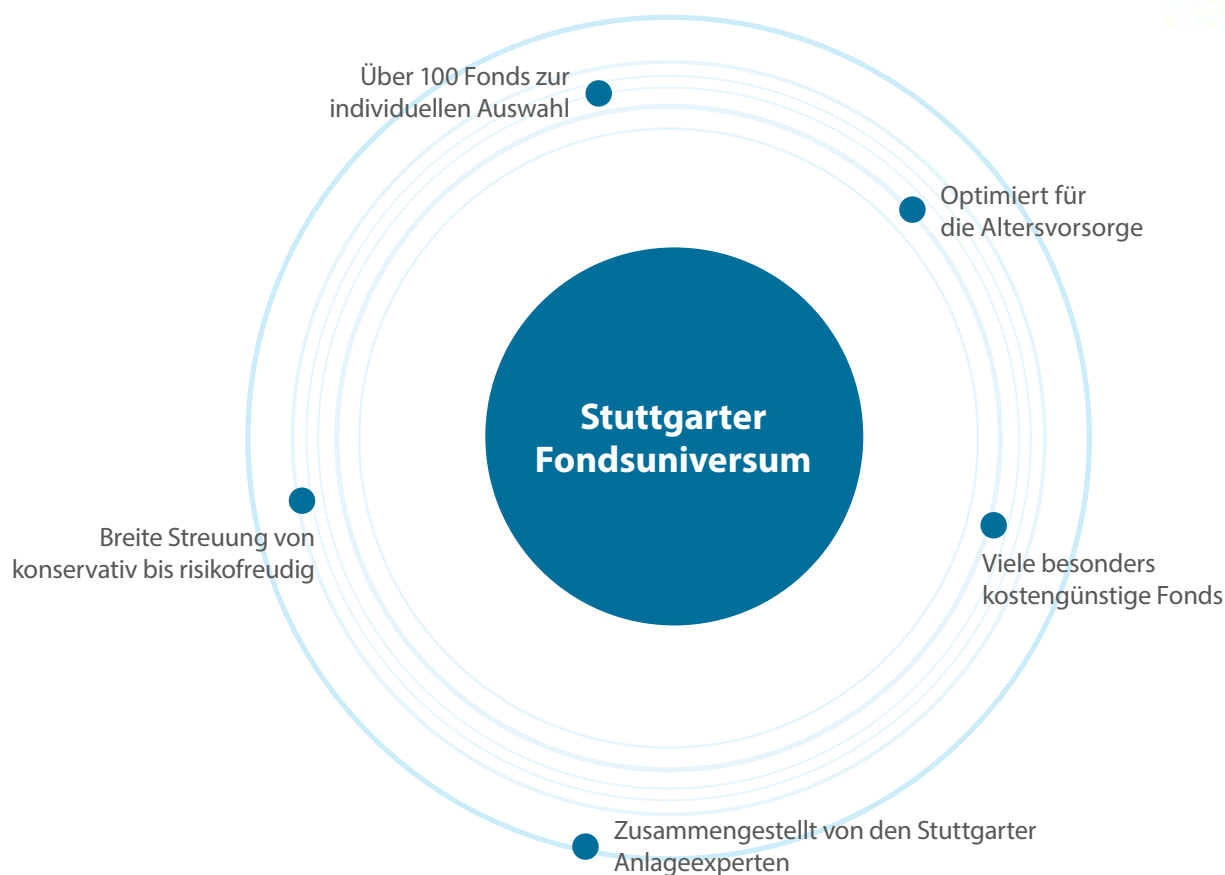 Über 100 Fonds zur
individuellen Auswahl
Optimiert für
die Altersvorsorge
Stuttgarter
Fondsuniversum
Breite Streuung von
konservativ bis risikofreudig
Viele besonders
kostengünstige Fonds
Zusammengestellt von den Stuttgarter
Anlageexperten